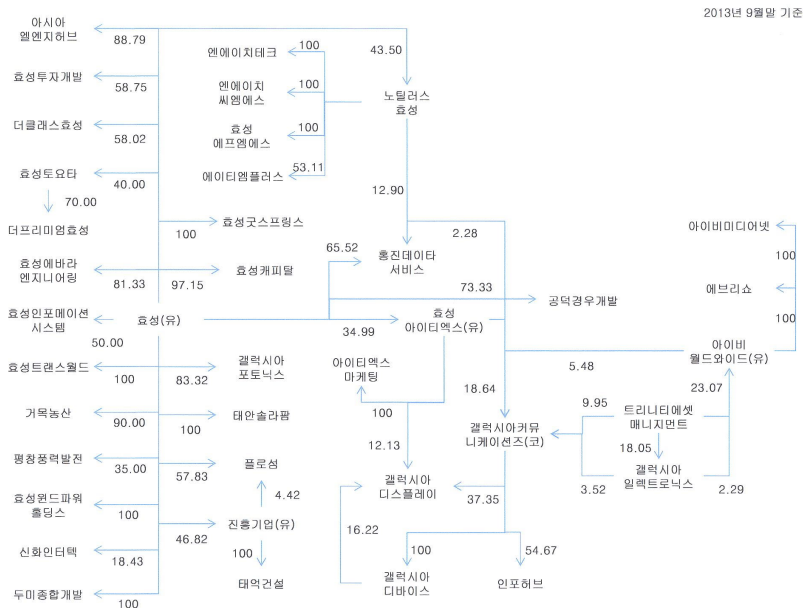 2013년 9월말 기준
아시아
엘엔지허브
88.79
43.50
엔에이치테크
100
효성투자개발
58.75
엔에이치
씨엠에스
100
노틸러스
효성
더클래스효성
58.02
효성
에프엠에스
100
효성토요타
40.00
에이티엠플러스
53.11
12.90
70.00
더프리미엄효성
효성굿스프링스
100
65.52
홍진데이타
서비스
2.28
아이비미디어넷
100
효성에바라
엔지니어링
81.33
97.15
효성캐피탈
73.33
공덕경우개발
에브리쇼
100
효성인포메이션
시스템
50.00
효성(유)
34.99
효성
아이티엑스(유)
아이비
월드와이드(유)
5.48
효성트랜스월드
100
83.32
갤럭시아
포토닉스
아이티엑스
마케팅
100
18.64
23.07
거목농산
90.00
100
태안솔라팜
12.13
갤럭시아커뮤
니케이션즈(코)
9.95
트리니티에셋
매니지먼트
18.05
평창풍력발전
35.00
57.83
플로섬
4.42
갤럭시아
디스플레이
37.35
3.52
갤럭시아
일렉트로닉스
2.29
효성윈드파워
홀딩스
100
46.82
진흥기업(유)
16.22
신화인터텍
18.43
100
100
54.67
두미종합개발
100
태억건설
갤럭시아
디바이스
인포허브